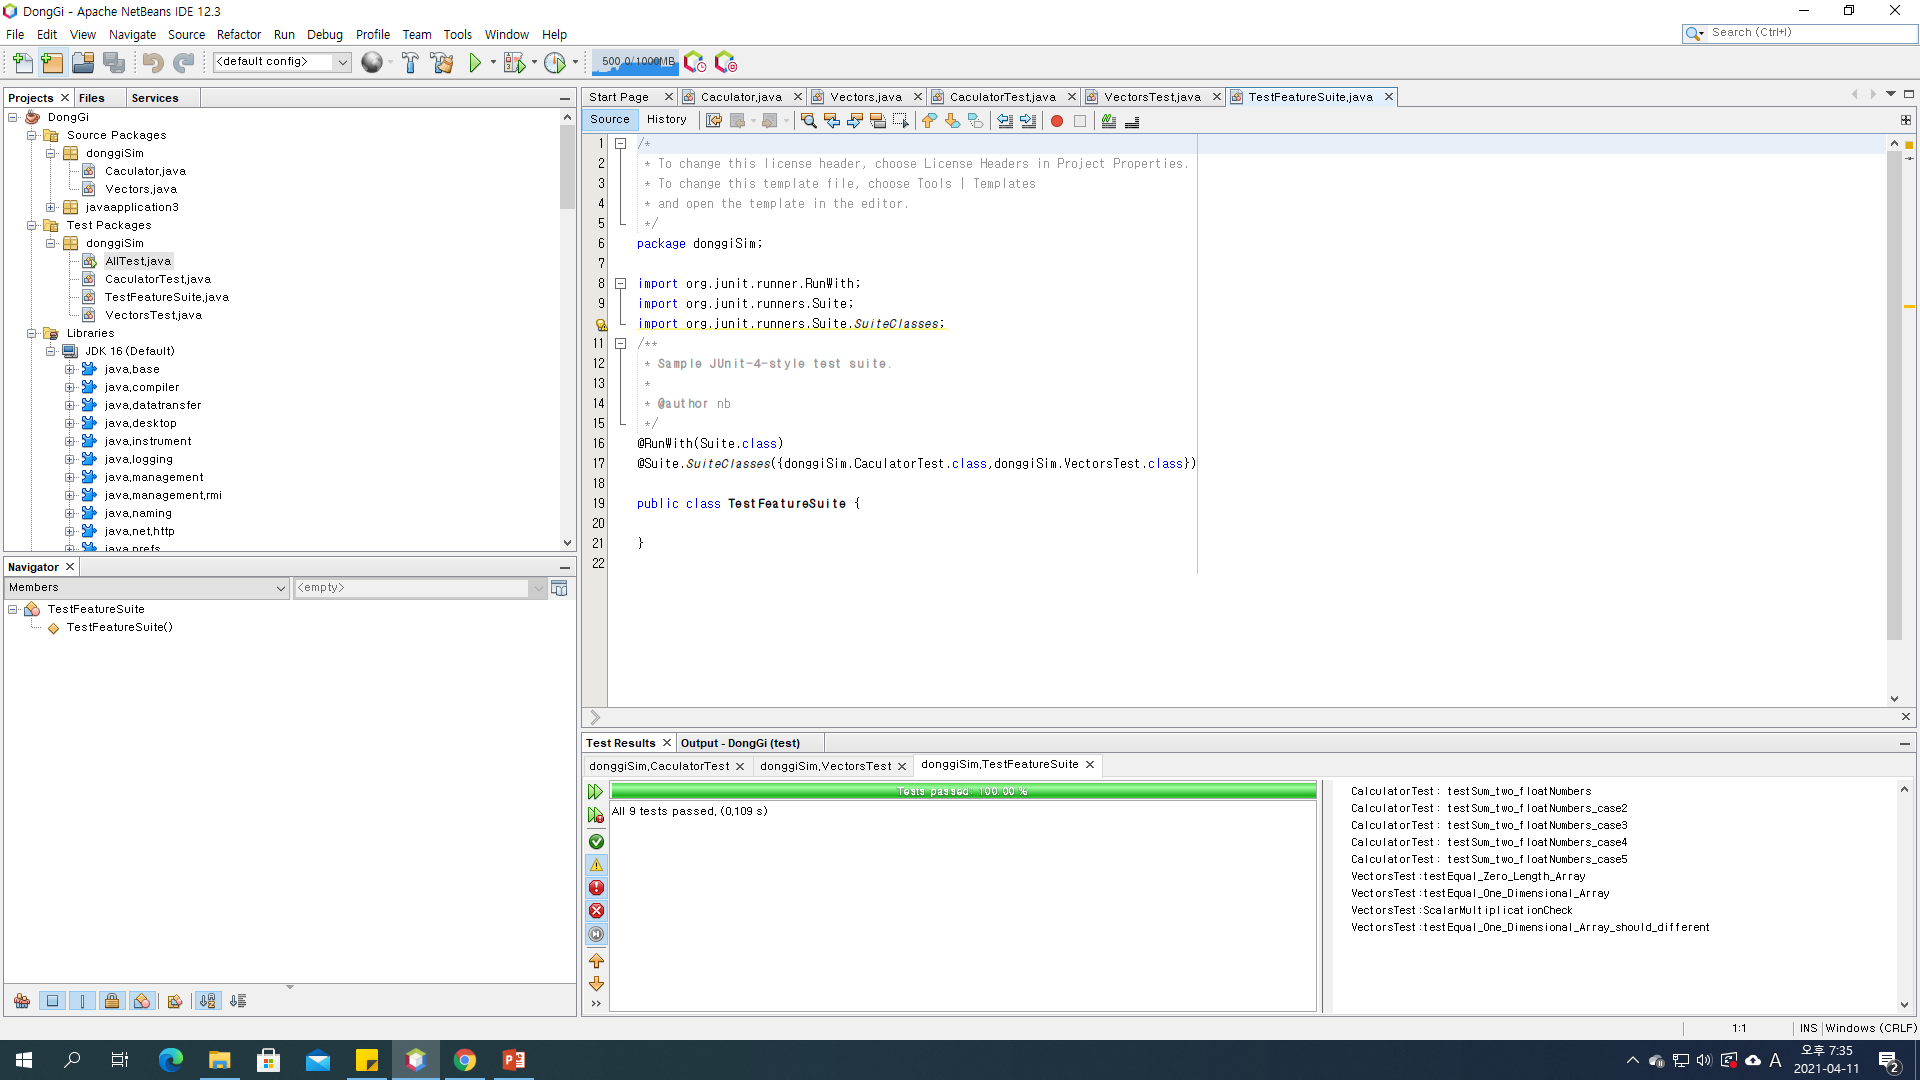 DongGi - Apache NetBeans IDE 12.3
File Edit View Navigate Source Refactor Run Debug Profile Team Tools Window Help
Search (Ctrl+I)
<default config>
500.0/1000MB
Projects Files Services
DongGi
Source Packages
donggiSim
Caculator.java
Vectors.java
javaapplication3
Test Packages
donggiSim
AllTest.java
CaculatorTest.java
TestFeatureSuite.java
VectorsTest.java
Libraries
JDK 16 (Default)
java.base
java.compiler
java.datatransfer
java.desktop
java.instrument
java.logging
java.management
java.management.rmi
java.naming
java.net.http
java.prefs
Navigator
Members
<empty>
TestFeatureSuite
TestFeatureSuite()
Start Page Caculator.java Vectors.java CaculatorTest.java VectorsTest.java TestFeatureSuite.java
Source History
1 /*
2 * To change this license header, choose License Headers in Project Properties.
3 * To change this template file, choose Tools | Templates
4 * and open the template in the editor.
5 */
6 package donggiSim;
7
8 import org.junit.runner.RunWith;
9 import org.junit.runners.Suite;
import org.junit.runners.Suite.SuiteClasses;
11 /**
12 * Sample JUnit-4-style test suite.
13 *
14 * @author nb
15 */
16 @RunWith(Suite.class)
17 @Suite.SuiteClasses({donggiSim.CaculatorTest.class,donggiSim.VectorsTest.class})
18
19 public class TestFeatureSuite {
20
21 }
22
Test Results Output - DongGi (test)
donggiSim.CaculatorTest donggiSim.VectorsTest donggiSim.TestFeatureSuite
Tests passed: 100.00 %
All 9 tests passed. (0.109 s)
CalculatorTest: testSum_two_floatNumbers
CalculatorTest: testSum_two_floatNumbers_case2
CalculatorTest: testSum_two_floatNumbers_case3
CalculatorTest: testSum_two_floatNumbers_case4
CalculatorTest: testSum_two_floatNumbers_case5
VectorsTest:testEqual_Zero_Length_Array
VectorsTest:testEqual_One_Dimensional_Array
VectorsTest:ScalarMultiplicationCheck
VectorsTest:testEqual_One_Dimensional_Array_should_different
1:1 INS Windows (CRLF)
A
오후 7:35
2021-04-11
2